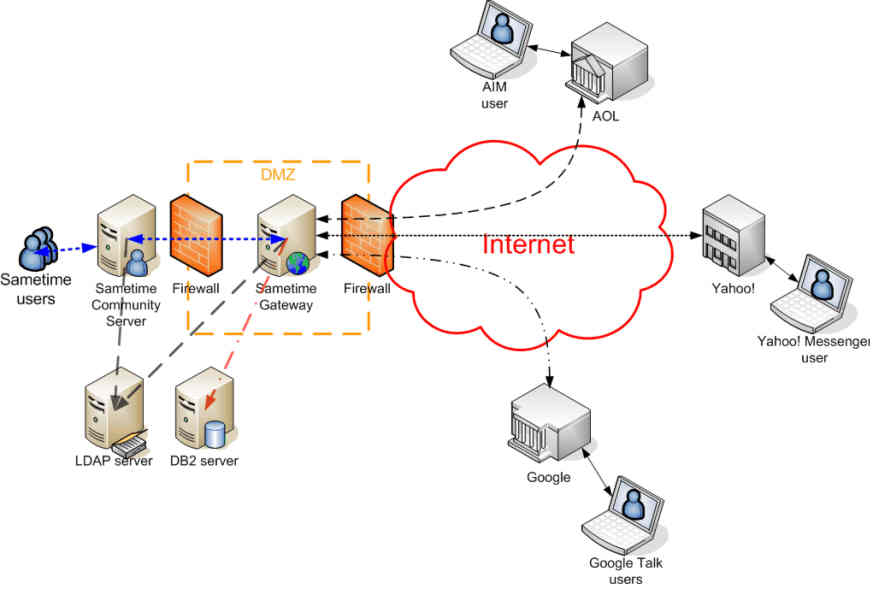 AIM
user
AOL
DMZ
Internet
Sametime
users
Sametime
Community
Server
Firewall
Sametime
Gateway
Firewall
Yahoo!
Yahoo! Messenger
user
LDAP server
DB2 server
Google
Google Talk
users